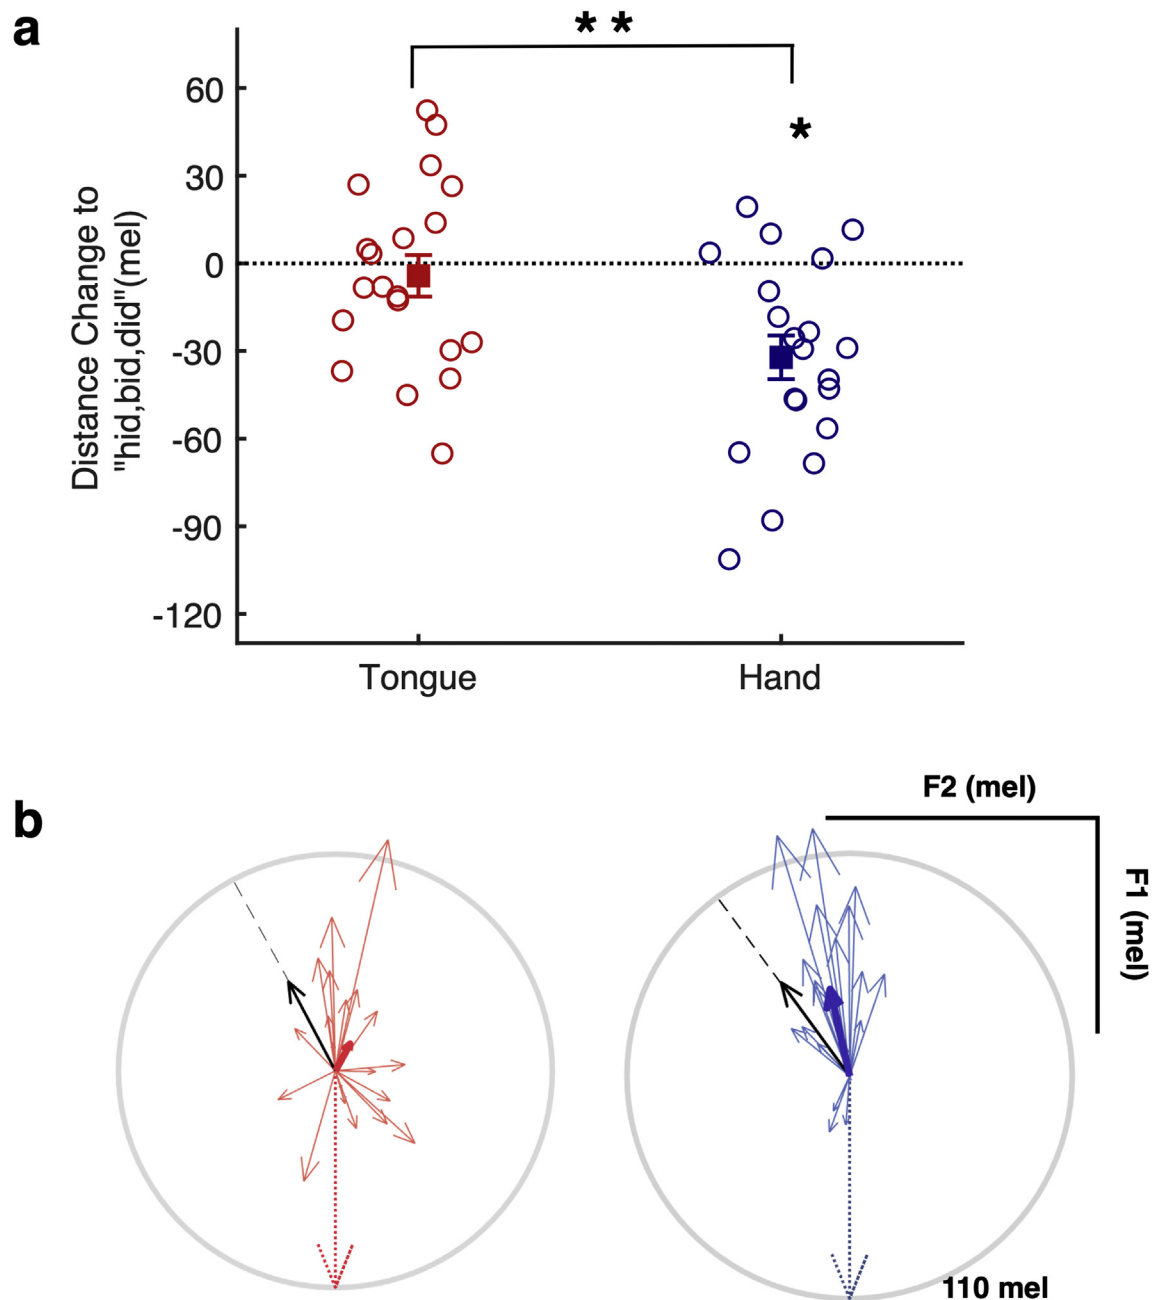 a
* *
*
60
30
0
-30
-60
-90
-120
Distance Change to
"hid,bid,did"(mel)
Tongue
Hand
b
F2 (mel)
F1 (mel)
110 mel